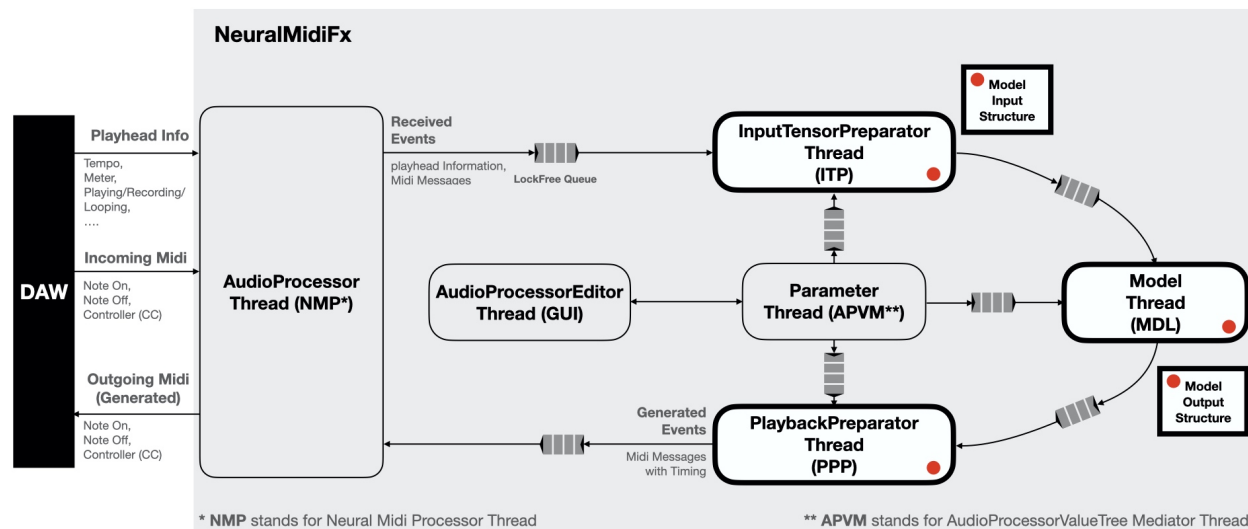 NeuralMidiFx
DAW
Playhead Info
Tempo,
Meter,
Playing/Recording/
Looping,
....
Incoming Midi
Note On,
Note Off,
Controller (CC)
Outgoing Midi
(Generated)
Note On,
Note Off,
Controller (CC)
AudioProcessor
Thread (NMP*)
Received
Events
playhead Information,
Midi Messages
LockFree Queue
InputTensorPreparator
Thread
(ITP)
Model
Input
Structure
AudioProcessorEditor
Thread (GUI)
Parameter
Thread (APVM**)
Model
Thread
(MDL)
Model
Output
Structure
Generated
Events
Midi Messages
with Timing
PlaybackPreparator
Thread
(PPP)
* NMP stands for Neural Midi Processor Thread
** APVM stands for AudioProcessorValueTree Mediator Thread